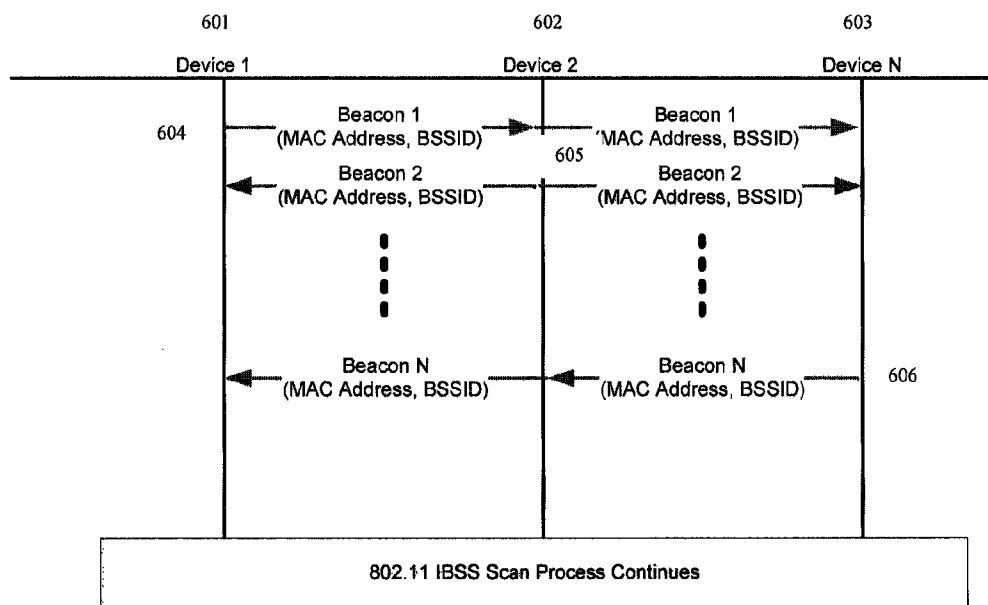 601 602 603
Device 1 Device 2 Device N
Beacon 1 Beacon 1
604 (MAC Address, BSSID) (MAC Address, BSSID)
605
Beacon 2 Beacon 2
(MAC Address, BSSID) (MAC Address, BSSID)
Beacon N Beacon N
(MAC Address, BSSID) (MAC Address, BSSID) 606
802.11 IBSS Scan Process Continues